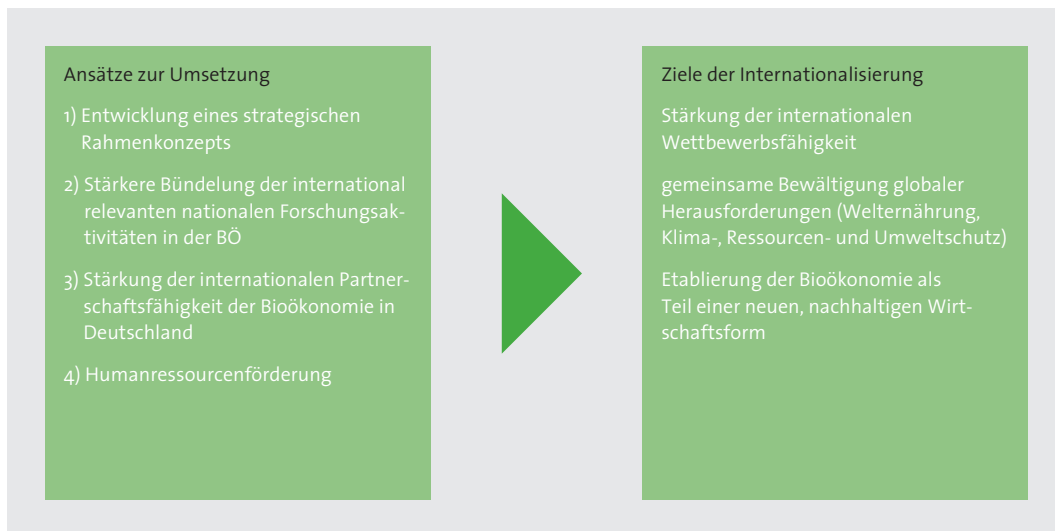 Ansätze zur Umsetzung
1) Entwicklung eines strategischen
Rahmenkonzepts
2) Stärkere Bündelung der international
relevanten nationalen Forschungsak-
tivitäten in der BÖ
3) Stärkung der internationalen Partner-
schaftsfähigkeit der Bioökonomie in
Deutschland
4) Humanressourcenförderung
Ziele der Internationalisierung
Stärkung der internationalen
Wettbewerbsfähigkeit
gemeinsame Bewältigung globaler
Herausforderungen (Welternährung,
Klima-, Ressourcen- und Umweltschutz)
Etablierung der Bioökonomie als
Teil einer neuen, nachhaltigen Wirt-
schaftsform